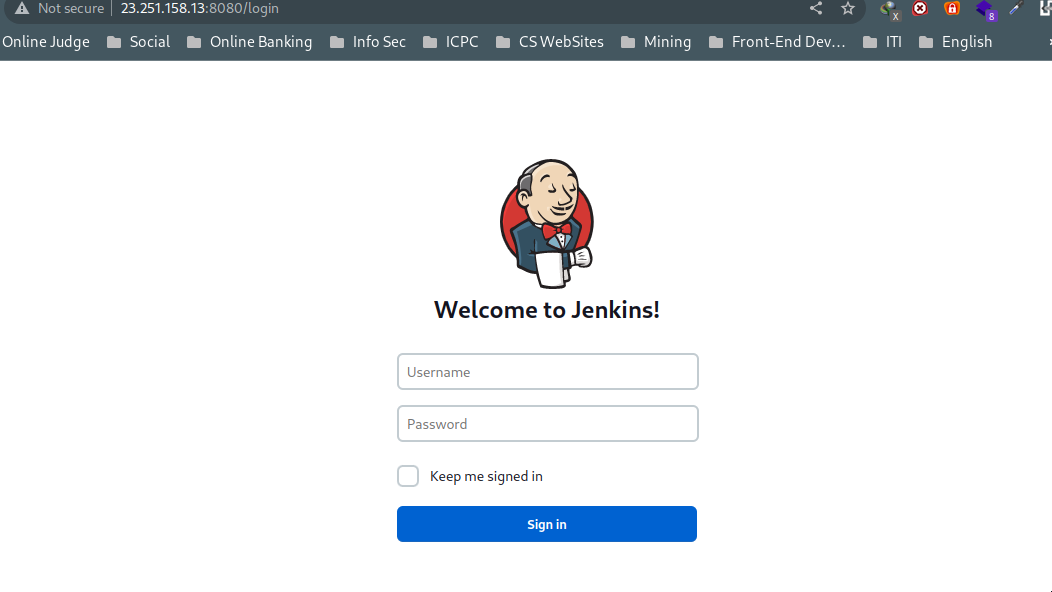 Not secure 23.251.158.13:8080/login X 8
Online Judge Social Online Banking Info Sec ICPC CS WebSites Mining Front-End Dev... ITI English
Welcome to Jenkins!
Username
Password
Keep me signed in
Sign in